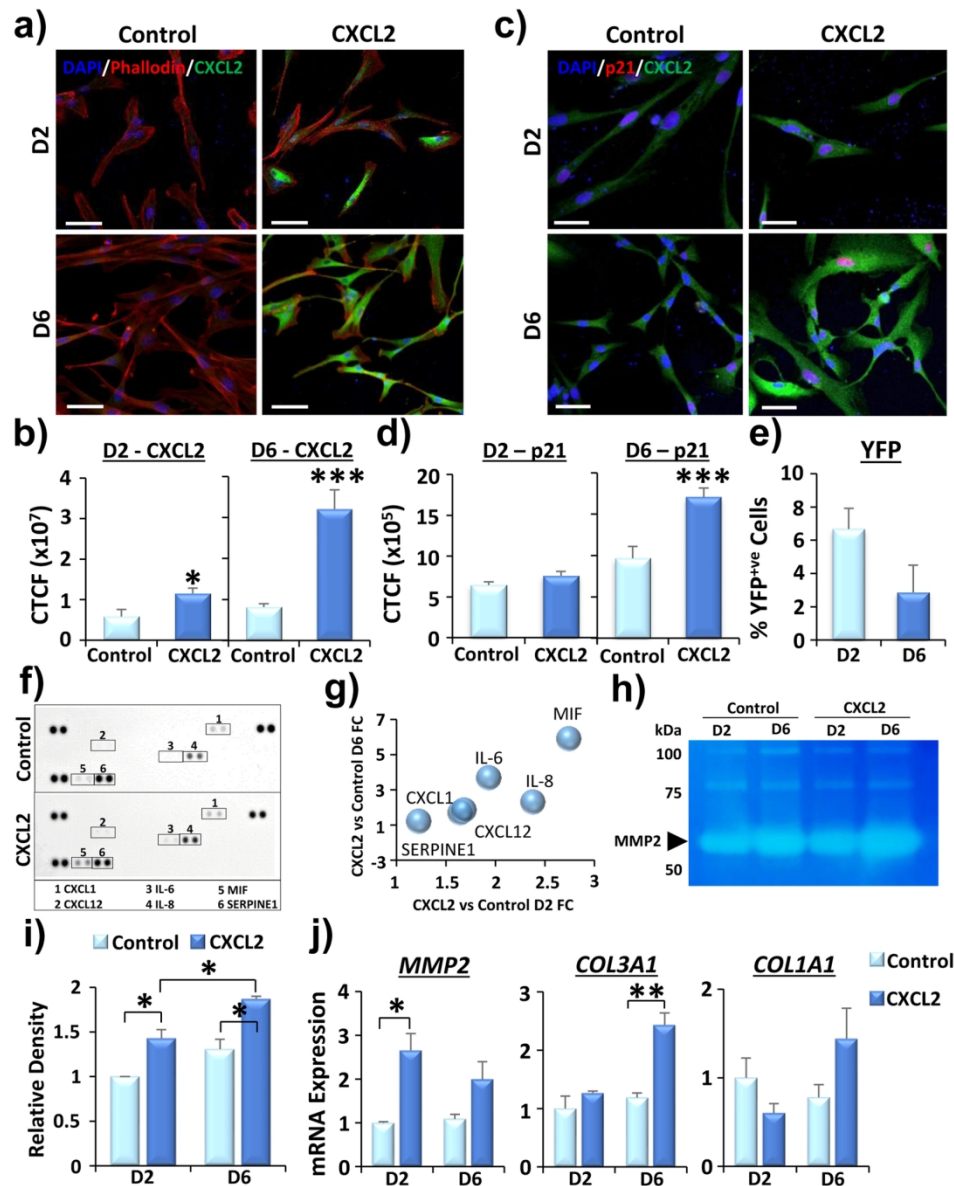 a) Control CXCL2
DAPI/Phallodin/CXCL2
D2
D6
c) Control CXCL2
DAPI/p21/CXCL2
D2
D6
b) D2 - CXCL2 D6 - CXCL2
CTCF (x10⁷)
4
3
2
1
0
*
***
Control CXCL2 Control CXCL2
d) D2 – p21 D6 – p21
CTCF (x10⁵)
20
15
10
5
0
***
Control CXCL2 Control CXCL2
e) YFP
% YFP⁺ᵛᵉ Cells
8
6
4
2
0
D2 D6
f)
Control
1
2
3 4
5 6
CXCL2
1
2
3 4
5 6
1 CXCL1 3 IL-6 5 MIF
2 CXCL12 4 IL-8 6 SERPINE1
g)
CXCL2 vs Control D6 FC
7
5
3
1
-1
-3
MIF
IL-6
IL-8
CXCL1
CXCL12
SERPINE1
1 1.5 2 2.5 3
CXCL2 vs Control D2 FC
h)
Control CXCL2
kDa D2 D6 D2 D6
100
75
MMP2
50
i)
Control CXCL2
Relative Density
2
1.5
1
0.5
0
* * *
D2 D6
j)
MMP2 COL3A1 COL1A1
Control
CXCL2
mRNA Expression
4
3
2
1
0
*
D2 D6
3
2
1
0
**
D2 D6
2
1
0
D2 D6